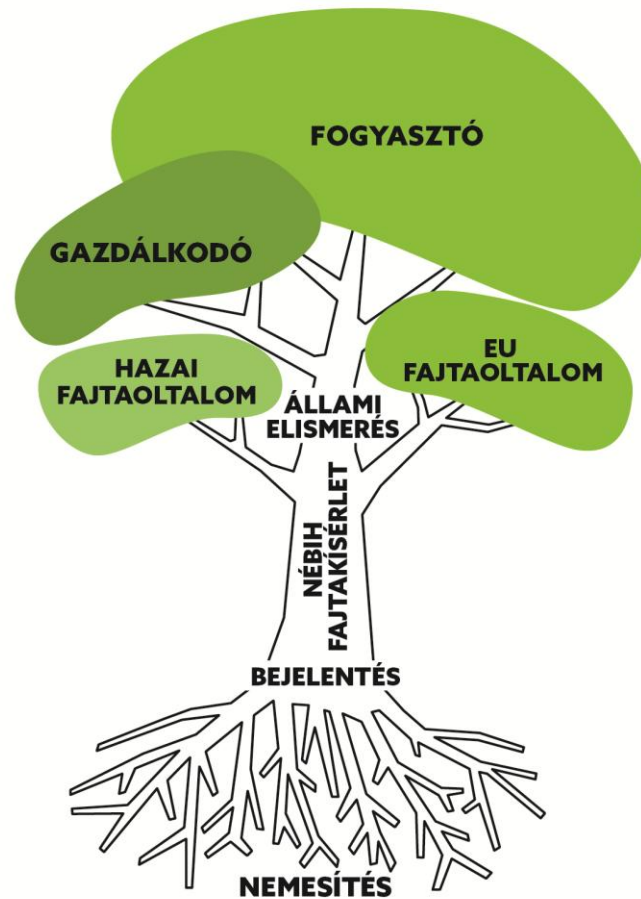 FOGYASZTÓ
GAZDÁLKODÓ
HAZAI
FAJTAOLTALOM
EU
FAJTAOLTALOM
ÁLLAMI
ELISMERÉS
NÉBIH
FAJTAKÍSÉRLET
BEJELENTÉS
NEMESÍTÉS